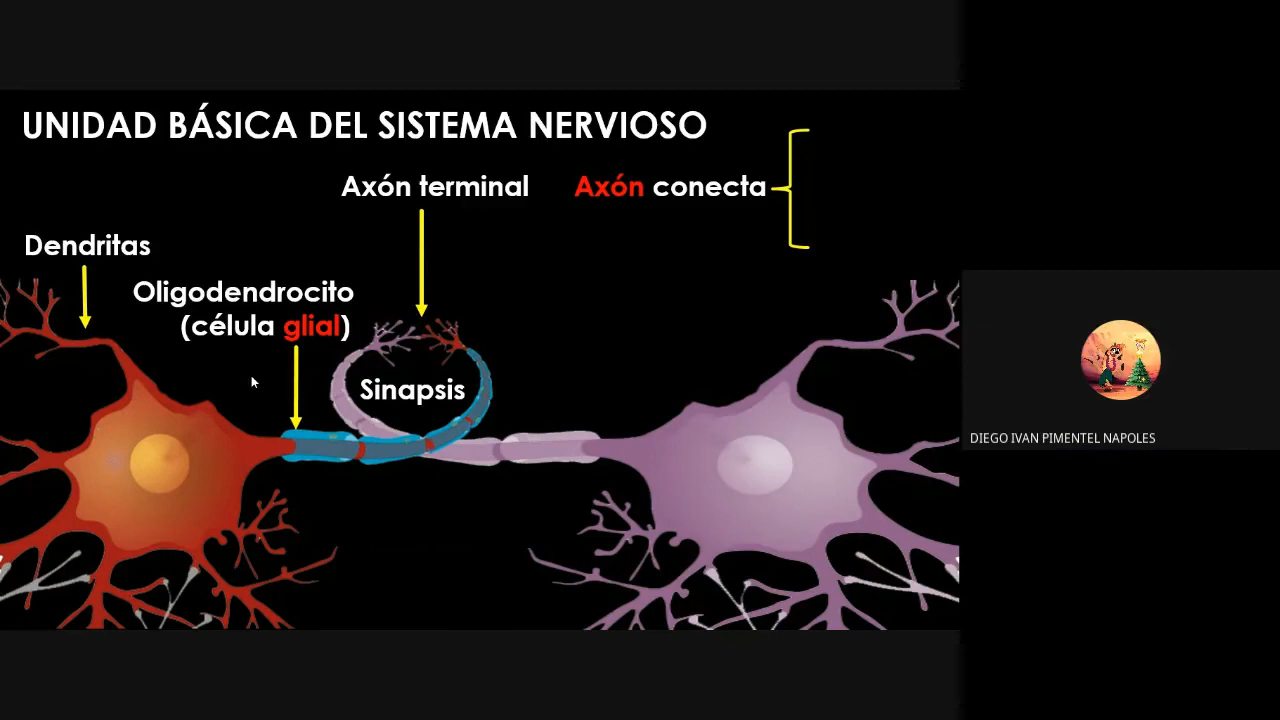 UNIDAD BÁSICA DEL SISTEMA NERVIOSO
Axón terminal
Axón conecta
Dendritas
Oligodendrocito
(célula glial)
Sinapsis
DIEGO IVAN PIMENTEL NAPOLES